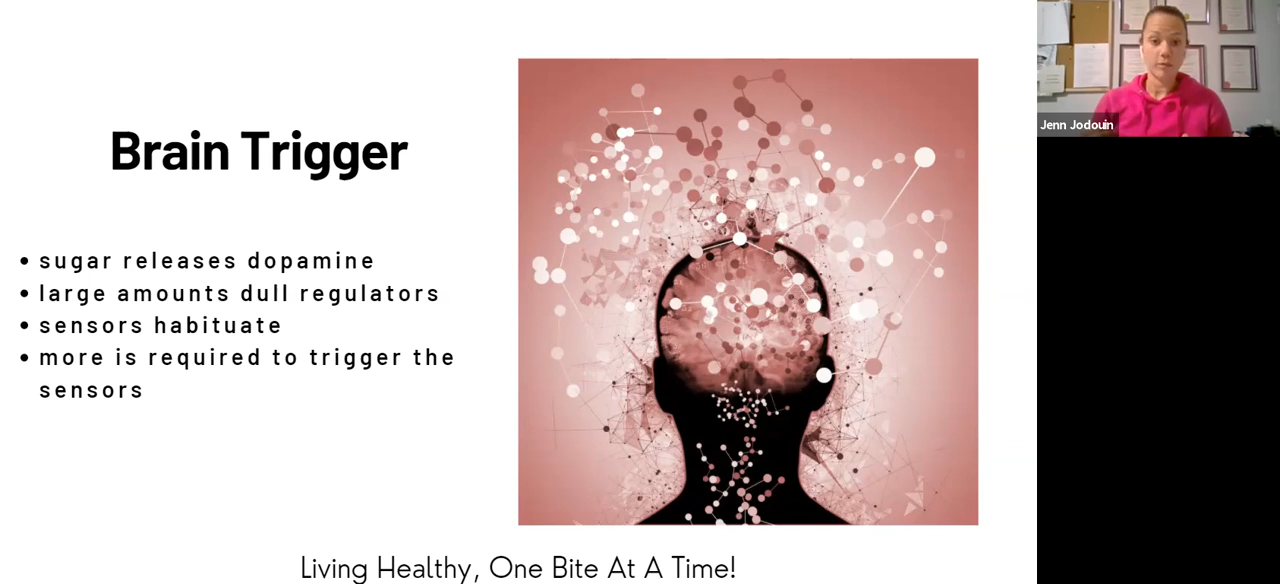 Brain Trigger
• sugar releases dopamine
• large amounts dull regulators
• sensors habituate
• more is required to trigger the
sensors
Living Healthy, One Bite At A Time!
Jenn Jodouin